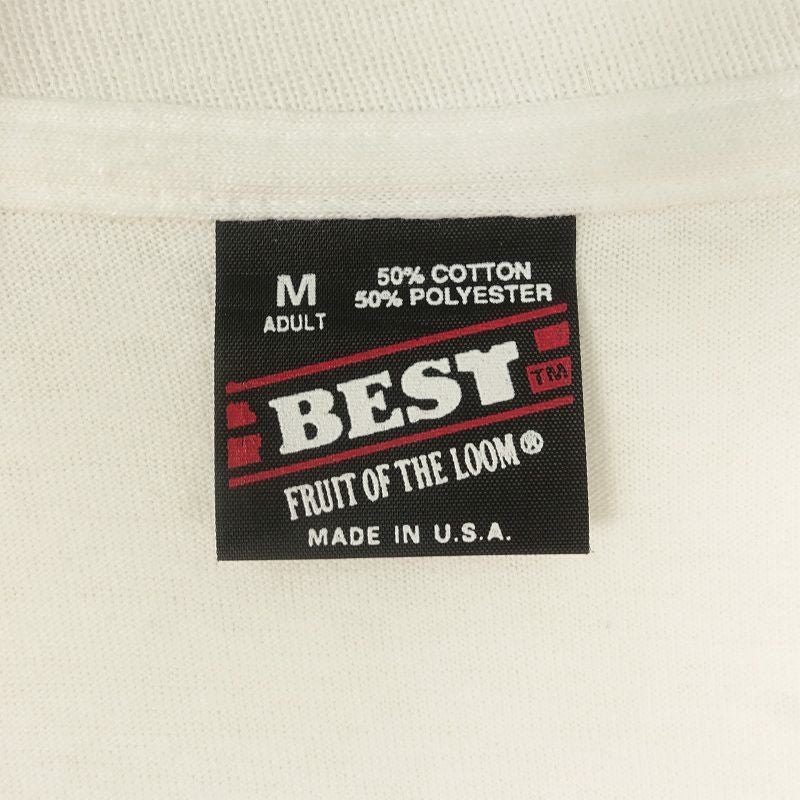 M
ADULT
50% COTTON
50% POLYESTER
BEST TM
FRUIT OF THE LOOM®
MADE IN U.S.A.